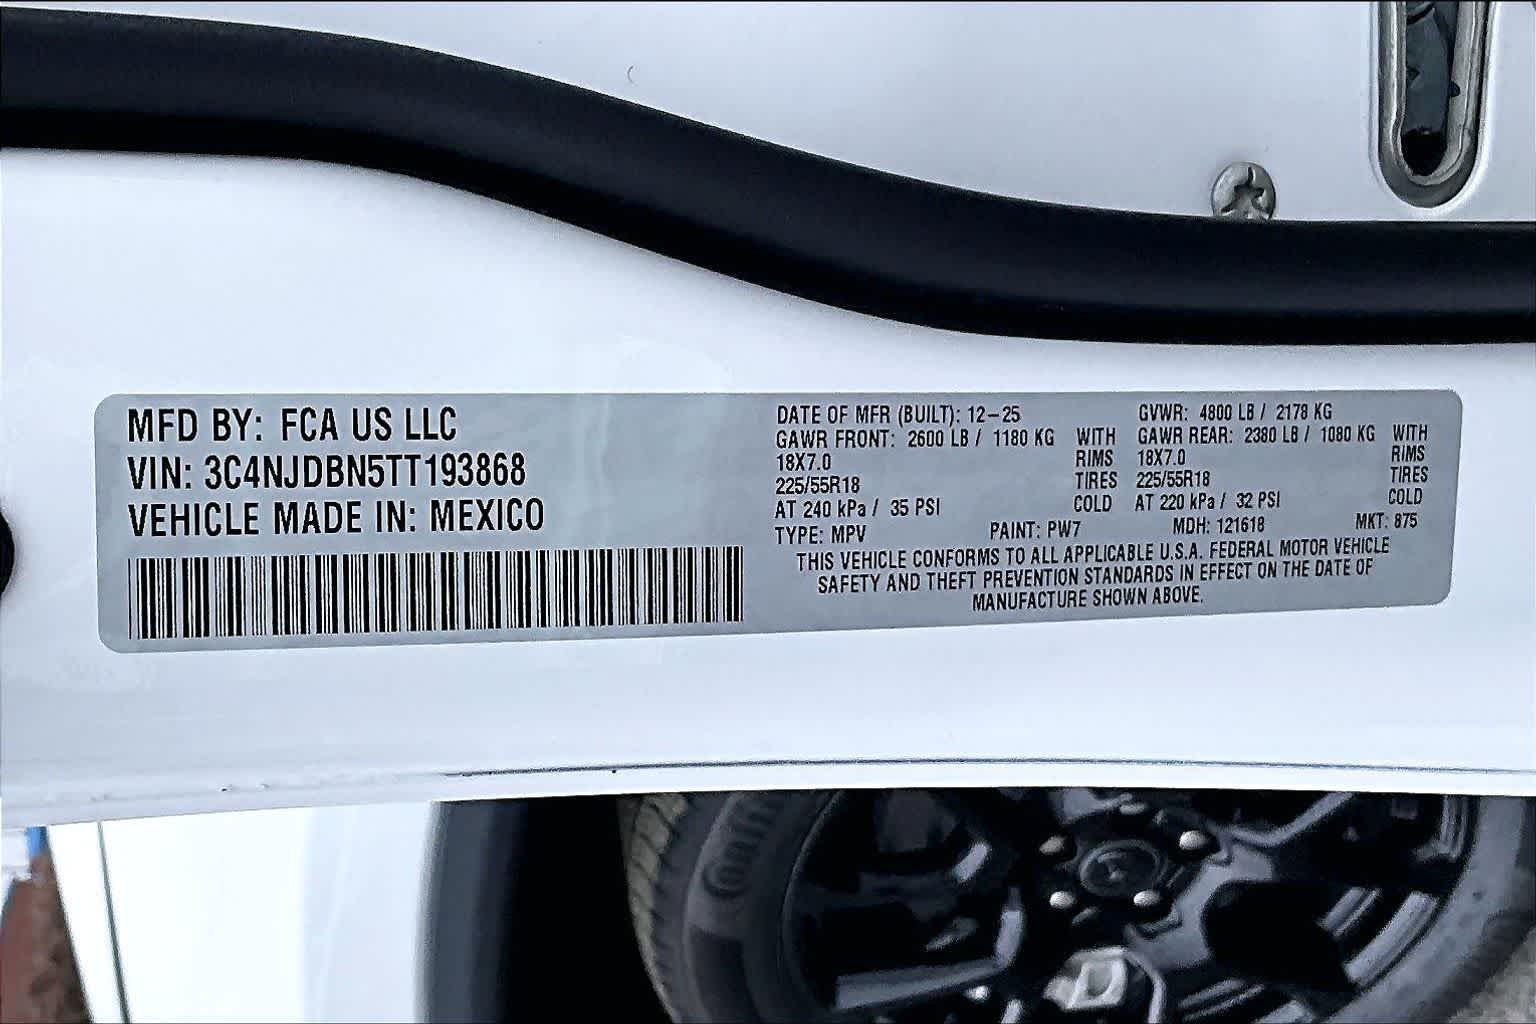 MFD BY: FCA US LLC
VIN: 3C4NJDBN5TT193868
VEHICLE MADE IN: MEXICO
DATE OF MFR (BUILT): 12-25
GVWR: 4800 LB / 2178 KG
GAWR FRONT: 2600 LB / 1180 KG WITH
GAWR REAR: 2380 LB / 1080 KG WITH
18X7.0 RIMS
18X7.0 RIMS
225/55R18 TIRES
225/55R18 TIRES
AT 240 kPa / 35 PSI COLD
AT 220 kPa / 32 PSI COLD
TYPE: MPV PAINT: PW7 MDH: 121618 MKT: 875
THIS VEHICLE CONFORMS TO ALL APPLICABLE U.S.A. FEDERAL MOTOR VEHICLE
SAFETY AND THEFT PREVENTION STANDARDS IN EFFECT ON THE DATE OF
MANUFACTURE SHOWN ABOVE.